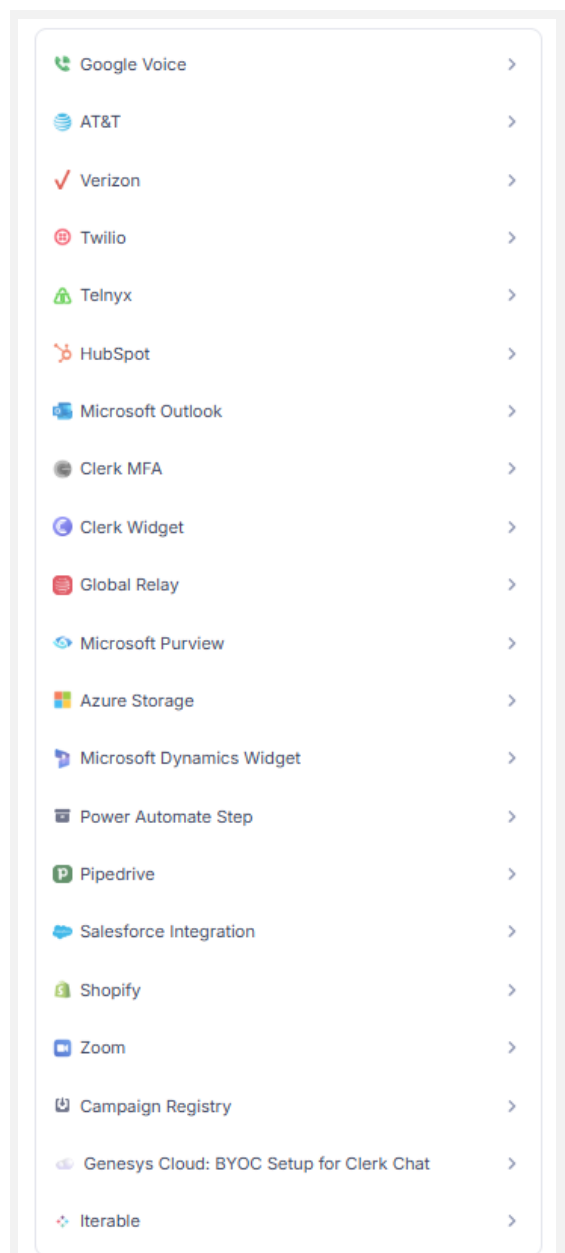 Google Voice
AT&T
Verizon
Twilio
Telnyx
HubSpot
Microsoft Outlook
Clerk MFA
Clerk Widget
Global Relay
Microsoft Purview
Azure Storage
Microsoft Dynamics Widget
Power Automate Step
Pipedrive
Salesforce Integration
Shopify
Zoom
Campaign Registry
Genesys Cloud: BYOC Setup for Clerk Chat
Iterable